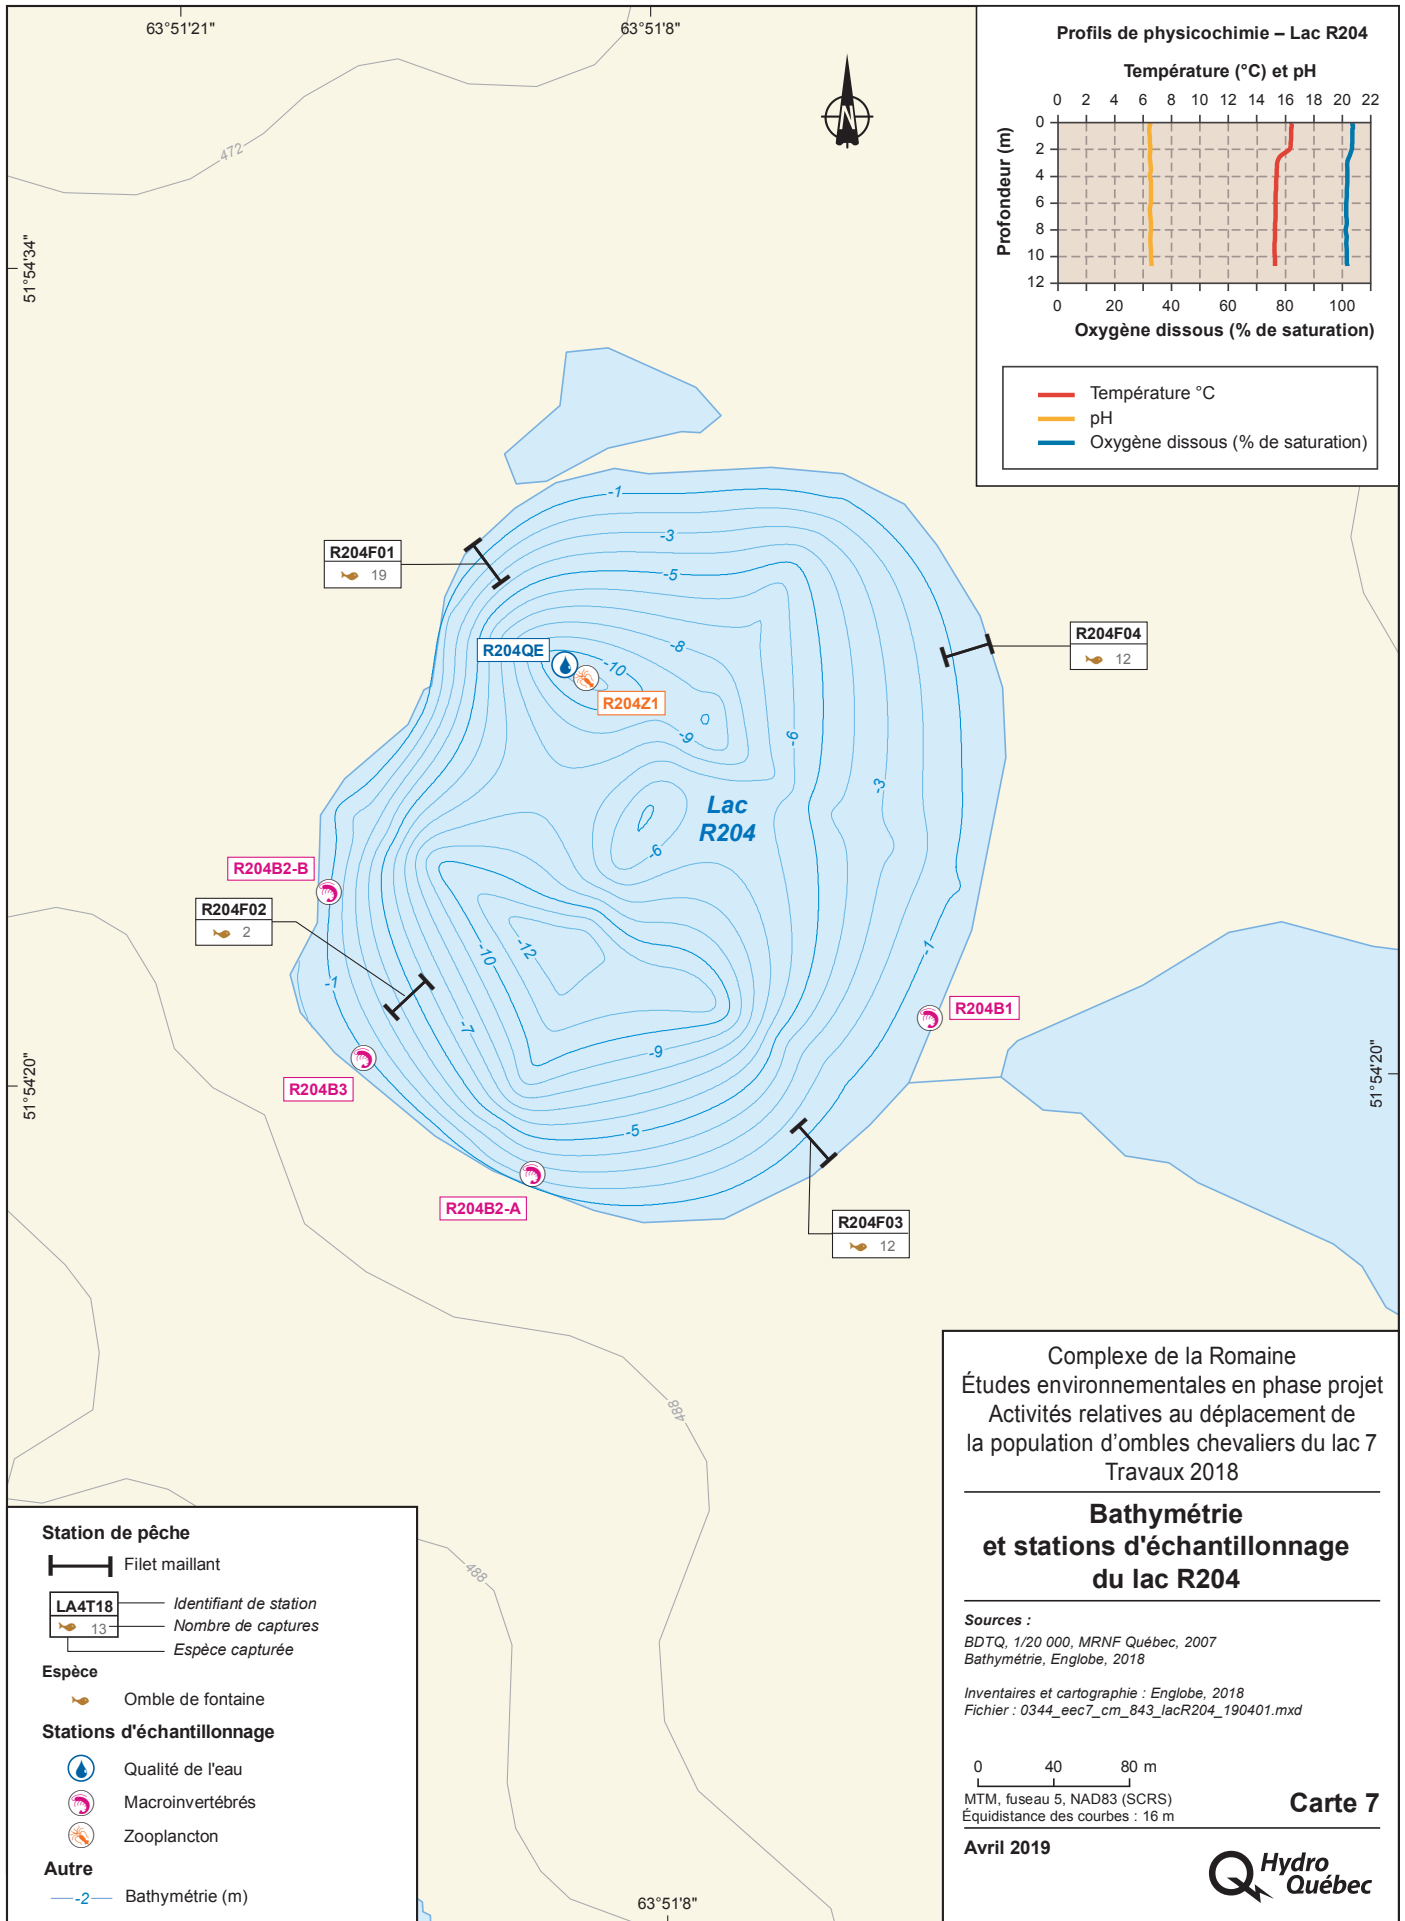 63°51'21"
63°51'8"
Profils de physicochimie – Lac R204
Température (°C) et pH
0 2 4 6 8 10 12 14 16 18 20 22
Profondeur (m)
0
2
4
6
8
10
12
0 20 40 60 80 100
Oxygène dissous (% de saturation)
Température °C
pH
Oxygène dissous (% de saturation)
N
472
51°54'34"
-1
-3
R204F01
19
-5
R204F04
12
R204QE
-8
-10
R204Z1
-9
-6
-3
Lac
R204
-6
R204B2-B
R204F02
2
-10
-12
-1
-1
R204B1
-7
-9
R204B3
51°54'20"
51°54'20"
-5
R204B2-A
R204F03
12
488
488
Complexe de la Romaine
Études environnementales en phase projet
Activités relatives au déplacement de
la population d'ombles chevaliers du lac 7
Travaux 2018
Bathymétrie
et stations d'échantillonnage
du lac R204
Sources :
BDTQ, 1/20 000, MRNF Québec, 2007
Bathymétrie, Englobe, 2018
Inventaires et cartographie : Englobe, 2018
Fichier : 0344_eec7_cm_843_lacR204_190401.mxd
0 40 80 m
MTM, fuseau 5, NAD83 (SCRS)
Équidistance des courbes : 16 m
Carte 7
Avril 2019
Hydro
Québec
Station de pêche
Filet maillant
LA4T18
13
Identifiant de station
Nombre de captures
Espèce capturée
Espèce
Omble de fontaine
Stations d'échantillonnage
Qualité de l'eau
Macroinvertébrés
Zooplancton
Autre
-2
Bathymétrie (m)
63°51'8"